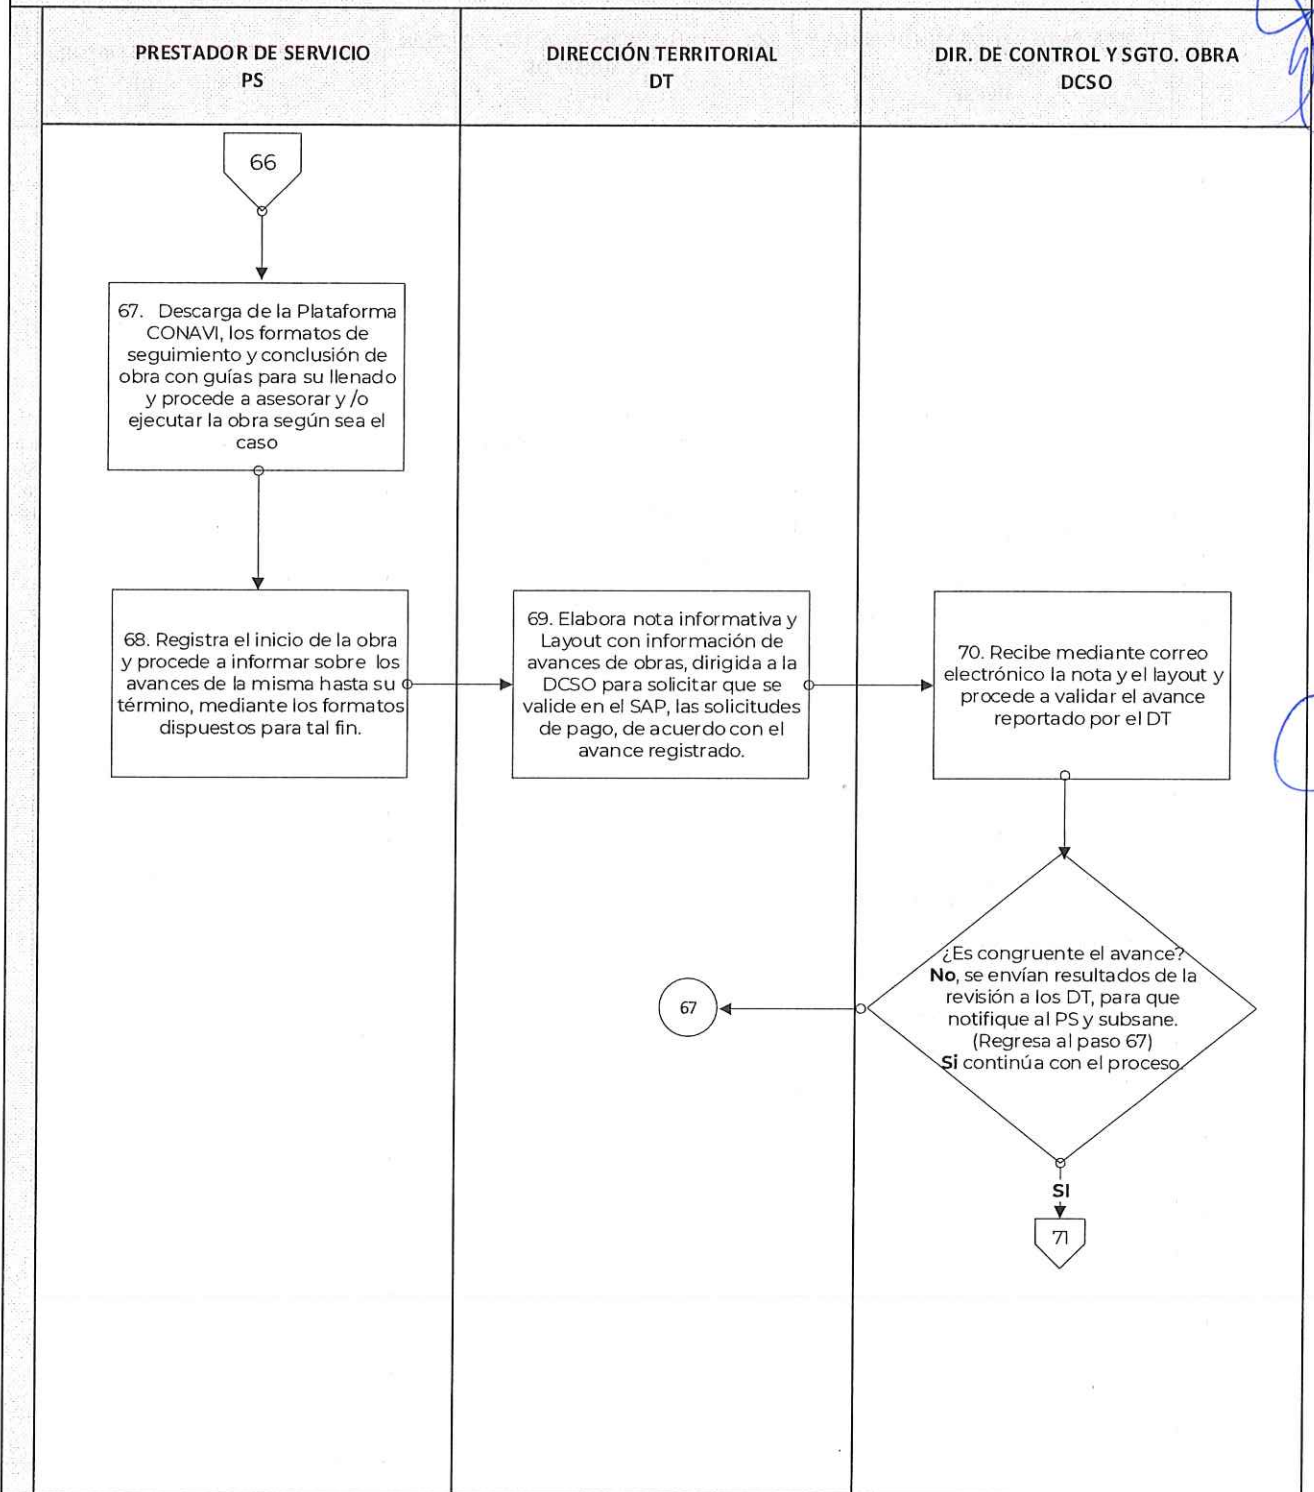 PRESTADOR DE SERVICIO
PS
DIRECCIÓN TERRITORIAL
DT
DIR. DE CONTROL Y SGTO. OBRA
DCSO
66
67. Descarga de la Plataforma
CONAVI, los formatos de
seguimiento y conclusión de
obra con guías para su llenado
y procede a asesorar y /o
ejecutar la obra según sea el
caso
68. Registra el inicio de la obra
y procede a informar sobre los
avances de la misma hasta su
término, mediante los formatos
dispuestos para tal fin.
69. Elabora nota informativa y
Layout con información de
avances de obras, dirigida a la
DCSO para solicitar que se
valide en el SAP, las solicitudes
de pago, de acuerdo con el
avance registrado.
70. Recibe mediante correo
electrónico la nota y el layout y
procede a validar el avance
reportado por el DT
¿Es congruente el avance?
No, se envían resultados de la
revisión a los DT, para que
notifique al PS y subsane.
(Regresa al paso 67)
Si continúa con el proceso.
67
SI
71